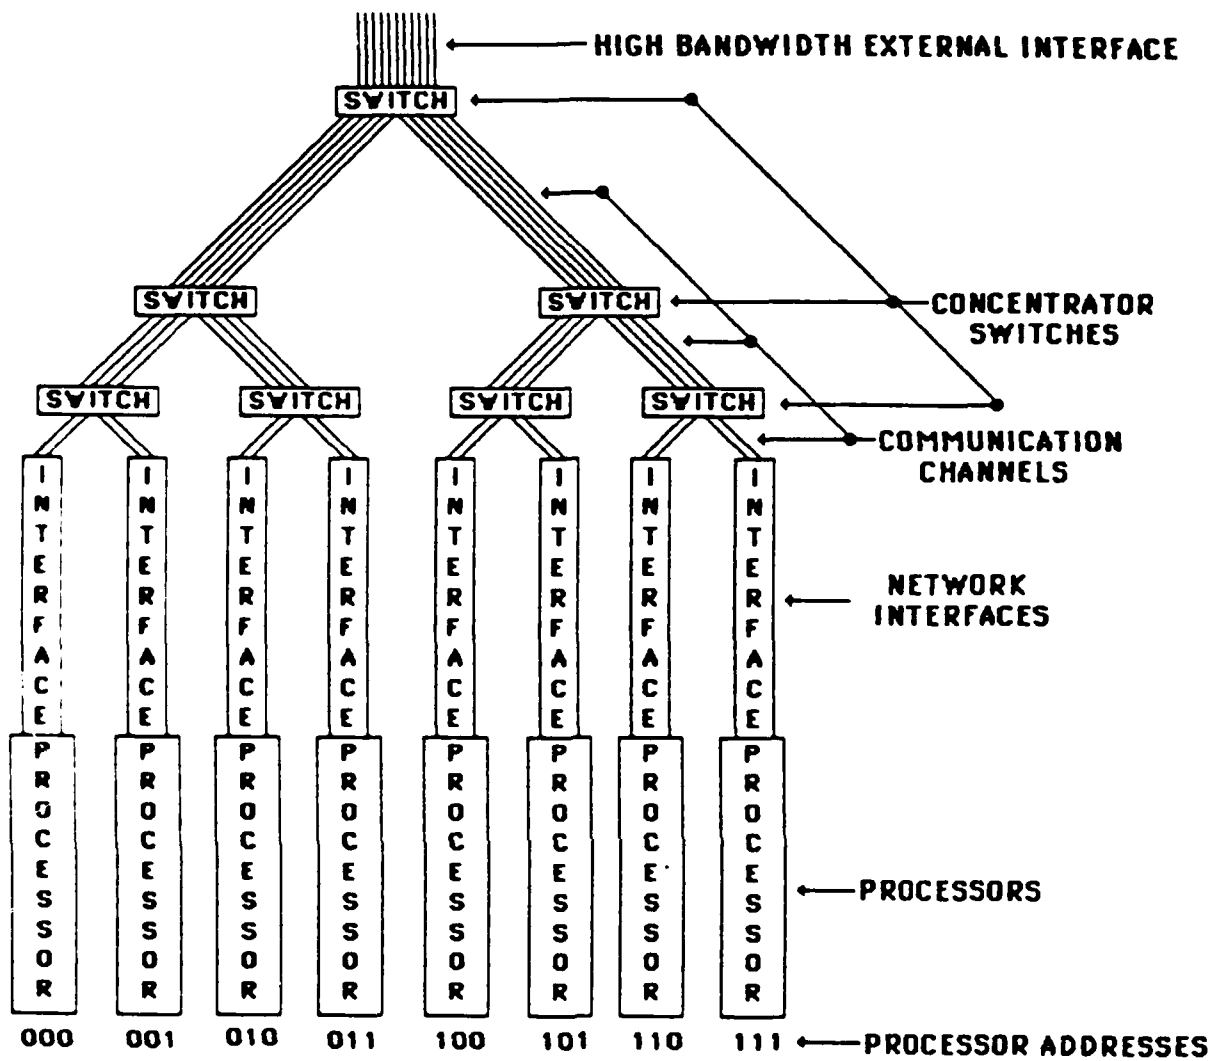 HIGH BANDWIDTH EXTERNAL INTERFACE
SWITCH
SWITCH
SWITCH
CONCENTRATOR
SWITCHES
SWITCH
SWITCH
SWITCH
SWITCH
COMMUNICATION
CHANNELS
INTERFACE
INTERFACE
INTERFACE
INTERFACE
INTERFACE
INTERFACE
INTERFACE
INTERFACE
NETWORK
INTERFACES
PROCESSOR
PROCESSOR
PROCESSOR
PROCESSOR
PROCESSOR
PROCESSOR
PROCESSOR
PROCESSOR
PROCESSORS
000 001 010 011 100 101 110 111 PROCESSOR ADDRESSES